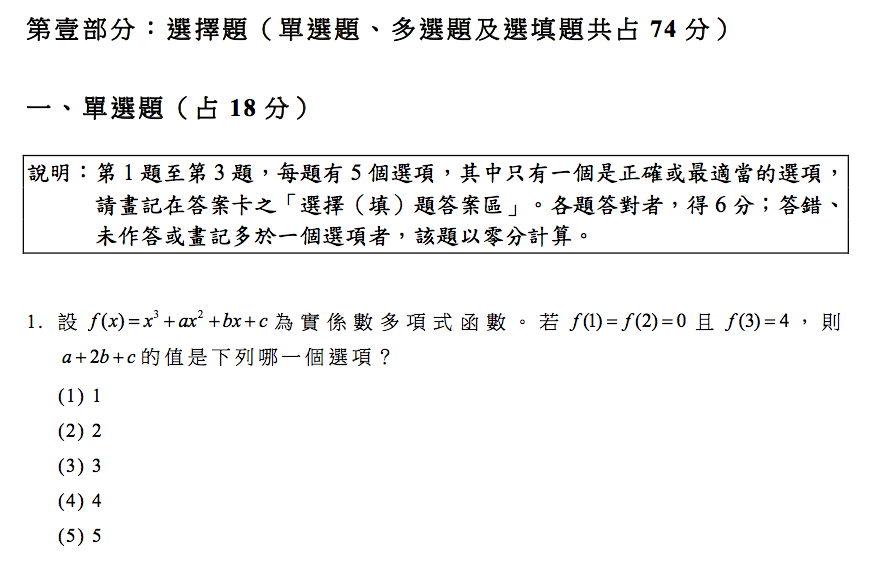 第壹部分：選擇題（單選題、多選題及選填題共占 74 分）
一、單選題（占 18 分）
說明：第 1 題至第 3 題，每題有 5 個選項，其中只有一個是正確或最適當的選項，
請畫記在答案卡之「選擇（填）題答案區」。各題答對者，得 6 分；答錯、
未作答或畫記多於一個選項者，該題以零分計算。
1. 設 f(x)=x³+ax²+bx+c 為實係數多項式函數。若 f(1)=f(2)=0 且 f(3)=4，則
a+2b+c 的值是下列哪一個選項？
(1) 1
(2) 2
(3) 3
(4) 4
(5) 5